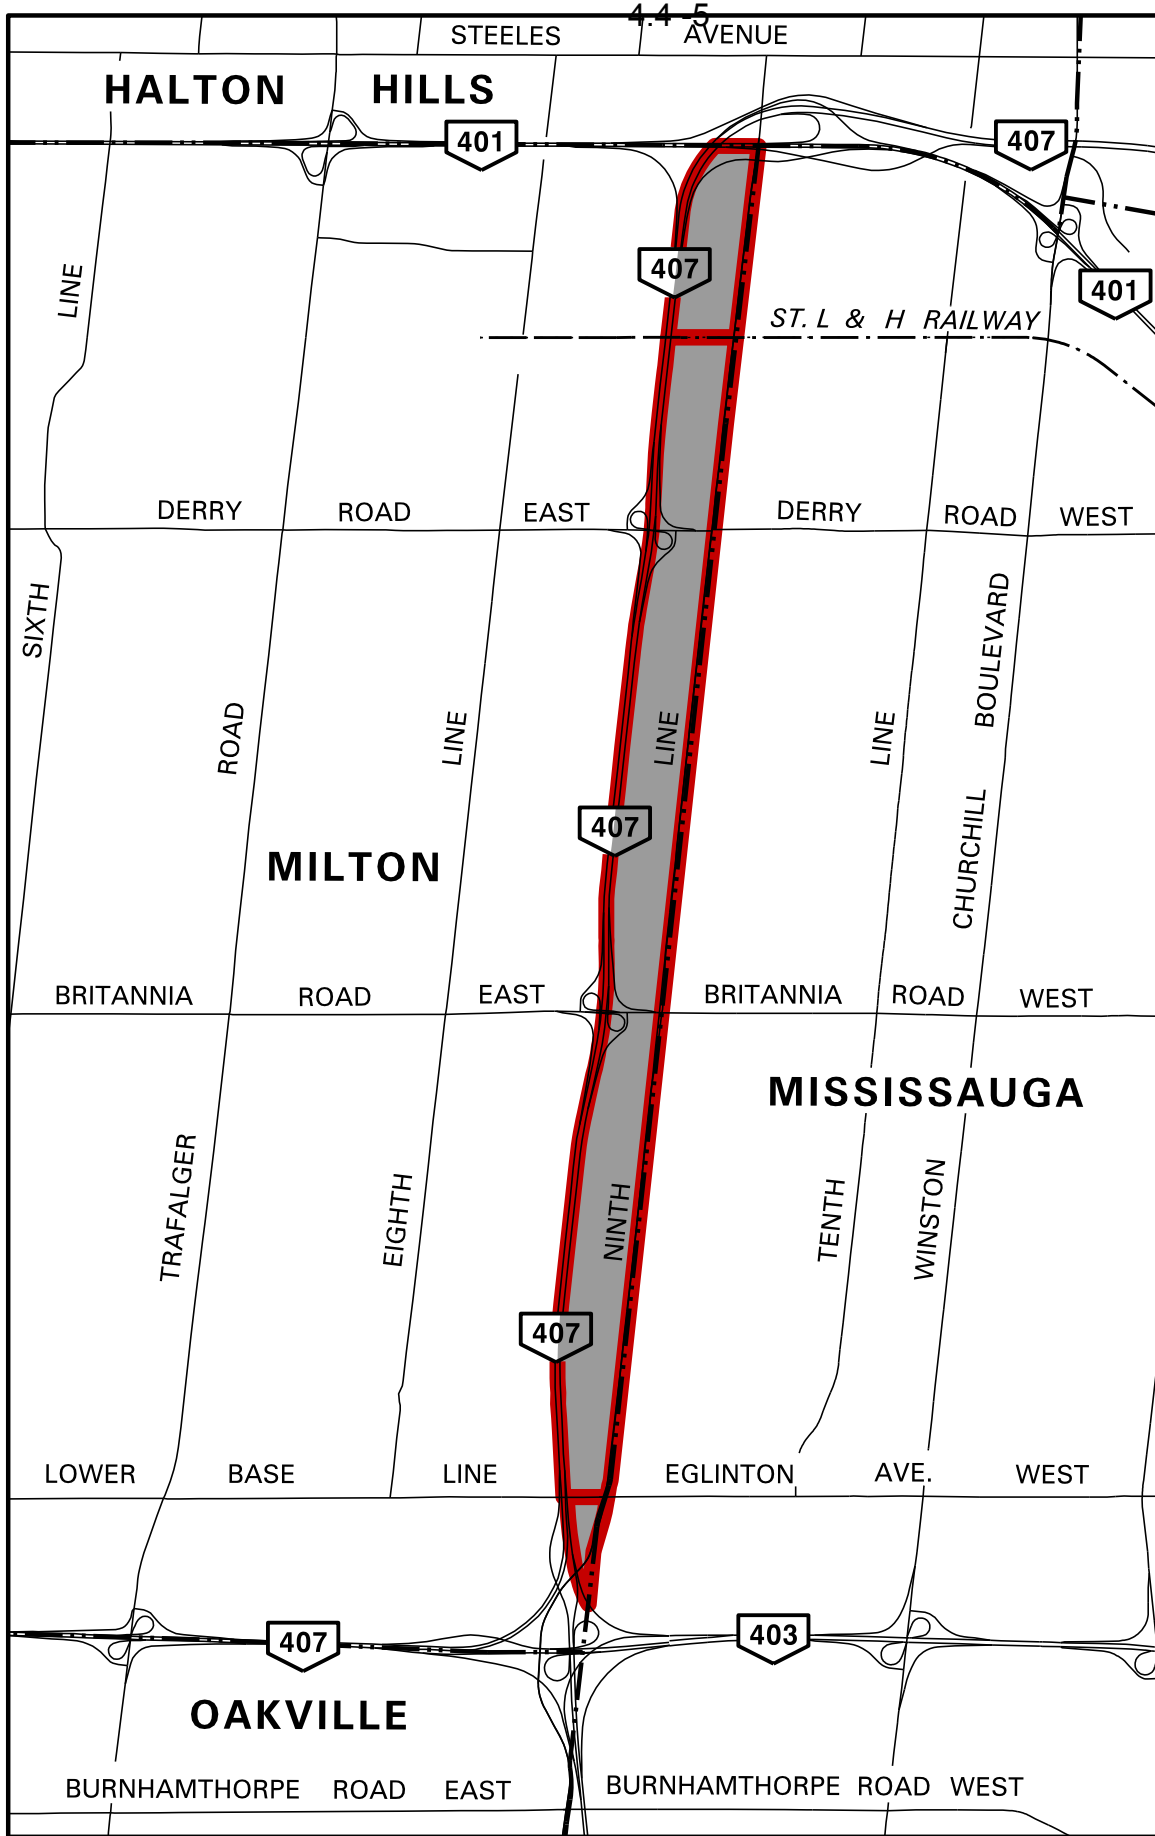 4.4 -5
STEELES AVENUE
HALTON HILLS
401
407
407
401
LINE
ST. L & H RAILWAY
DERRY ROAD EAST DERRY ROAD WEST
SIXTH
BOULEVARD
ROAD
LINE
LINE
LINE
407
CHURCHILL
MILTON
BRITANNIA ROAD EAST BRITANNIA ROAD WEST
MISSISSAUGA
TRAFALGER
EIGHTH
NINTH
TENTH
WINSTON
407
LOWER BASE LINE EGLINTON AVE. WEST
407
403
OAKVILLE
BURNHAMTHORPE ROAD EAST BURNHAMTHORPE ROAD WEST